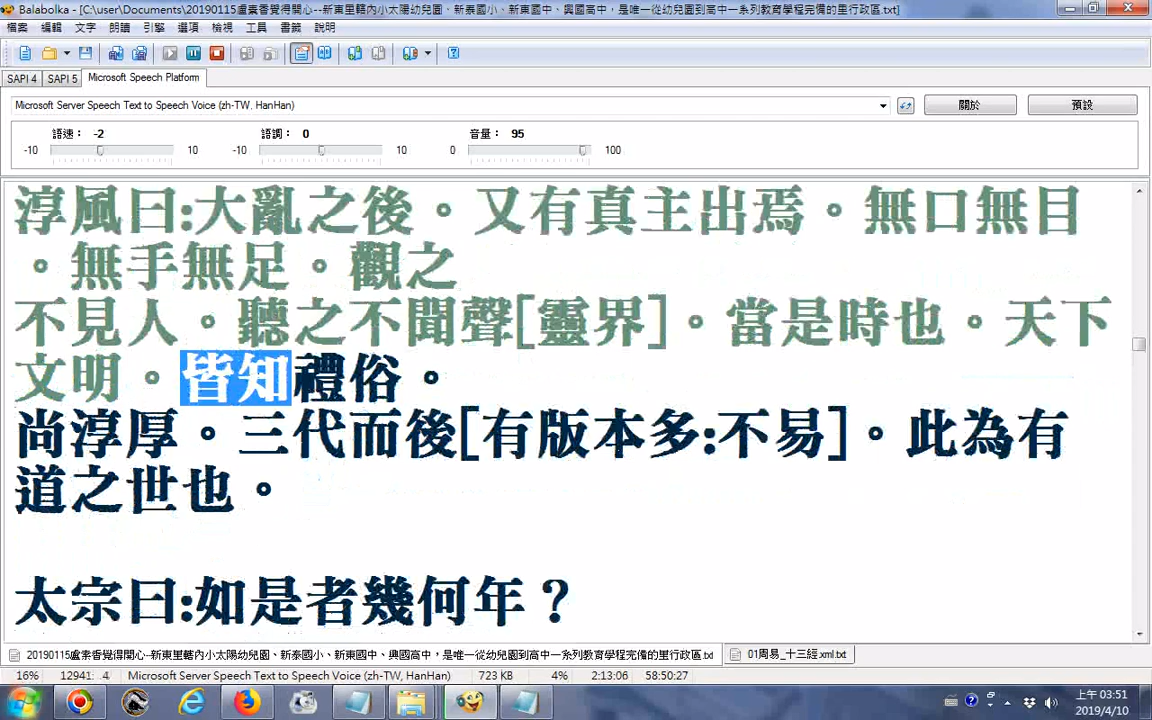 Balabolka - [C:\user\Documents\20190115盧素香覺得開心--新東里轄內小太陽幼兒園、新泰國小、新東國中、興國高中，是唯一從幼兒園到高中一系列教育學程完備的里行政區.txt]
檔案 編輯 文字 朗讀 引擎 選項 檢視 工具 書籤 說明
SAPI 4 SAPI 5 Microsoft Speech Platform
Microsoft Server Speech Text to Speech Voice (zh-TW, HanHan) 關於 預設
語速： -2 語調： 0 音量： 95
-10 10 -10 10 0 100
淳風曰:大亂之後。又有真主出焉。無口無目
。無手無足。觀之
不見人。聽之不聞聲[靈界]。當是時也。天下
文明。皆知禮俗。
尚淳厚。三代而後[有版本多:不易]。此為有
道之世也。
太宗曰:如是者幾何年？
20190115盧素香覺得開心--新東里轄內小太陽幼兒園、新泰國小、新東國中、興國高中，是唯一從幼兒園到高中一系列教育學程完備的里行政區.txt 01周易_十三經.xml.txt
16% 12941: 4 Microsoft Server Speech Text to Speech Voice (zh-TW, HanHan) 723 KB 4% 2:13:06 58:50:27
上午 03:51
2019/4/10